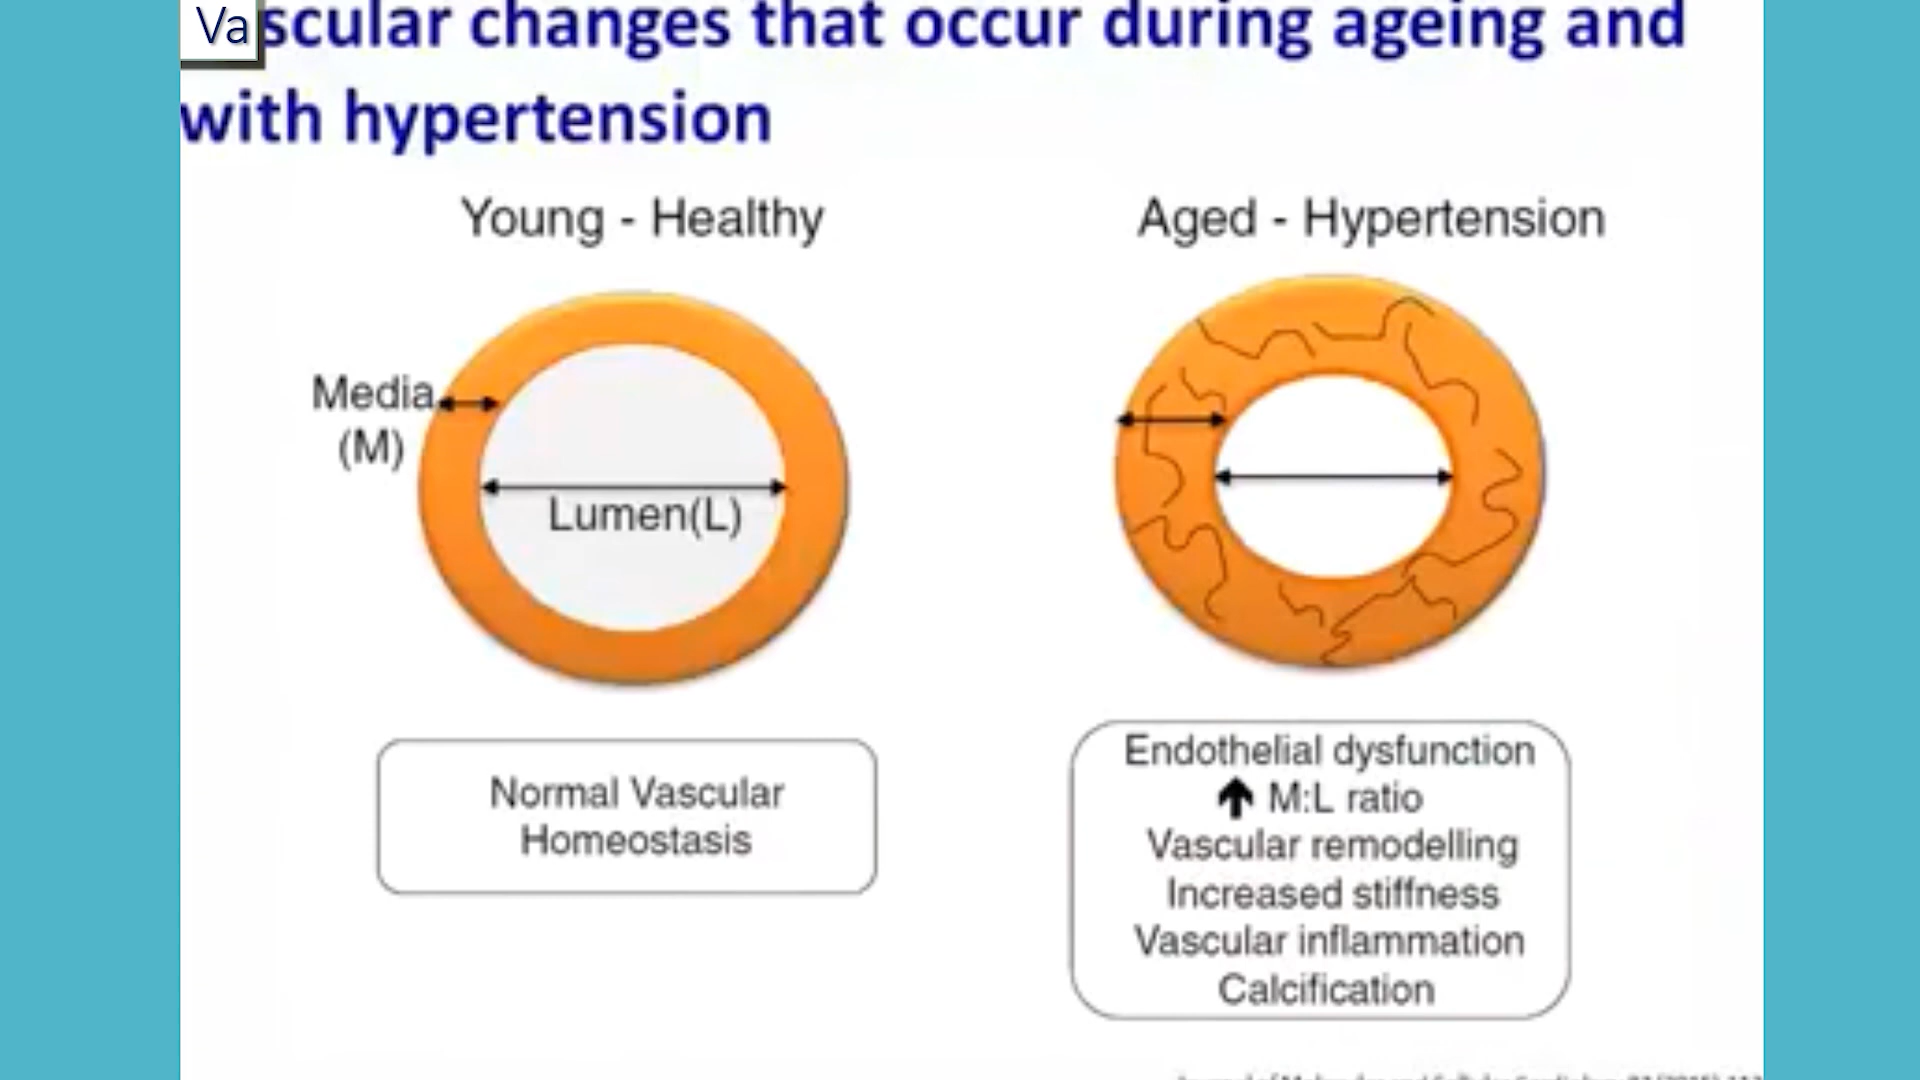 Vascular changes that occur during ageing and
with hypertension
Young - Healthy
Aged - Hypertension
Media
(M)
Lumen(L)
Normal Vascular
Homeostasis
Endothelial dysfunction
M:L ratio
Vascular remodelling
Increased stiffness
Vascular inflammation
Calcification